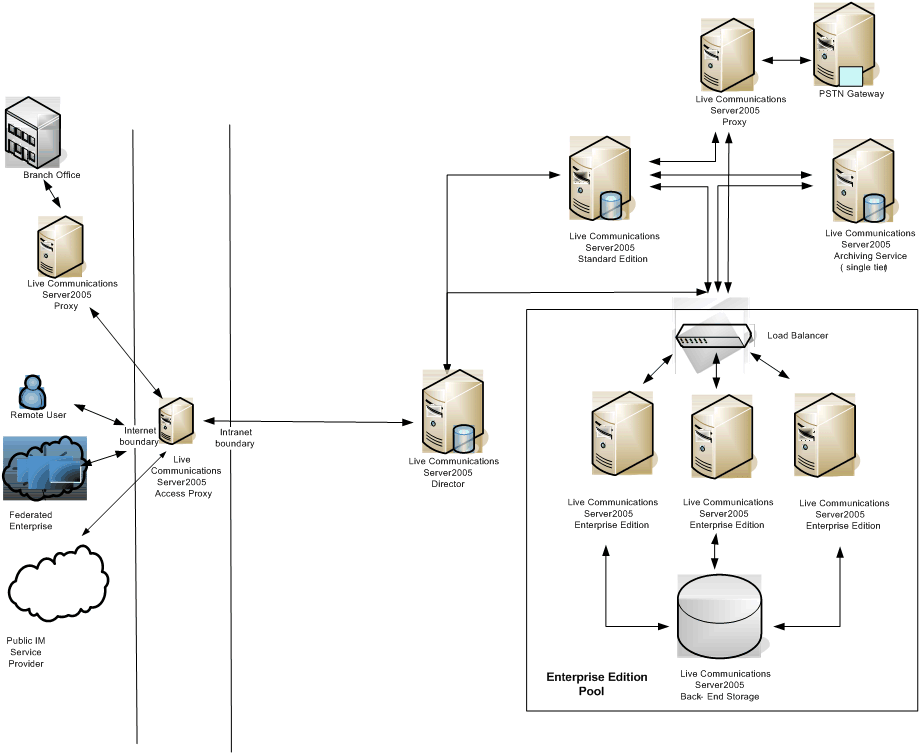 Live Communications
Server2005
Proxy
PSTN Gateway
Branch Office
Live Communications
Server2005
Proxy
Live Communications
Server2005
Standard Edition
Live Communications
Server2005
Archiving Service
( single tier)
Load Balancer
Remote User
Internet
boundary
Intranet
boundary
Live
Communications
Server2005
Access Proxy
Live Communications
Server2005
Director
Federated
Enterprise
Live Communications
Server2005
Enterprise Edition
Live Communications
Server2005
Enterprise Edition
Live Communications
Server2005
Enterprise Edition
Public IM
Service
Provider
Enterprise Edition
Pool
Live Communications
Server2005
Back- End Storage